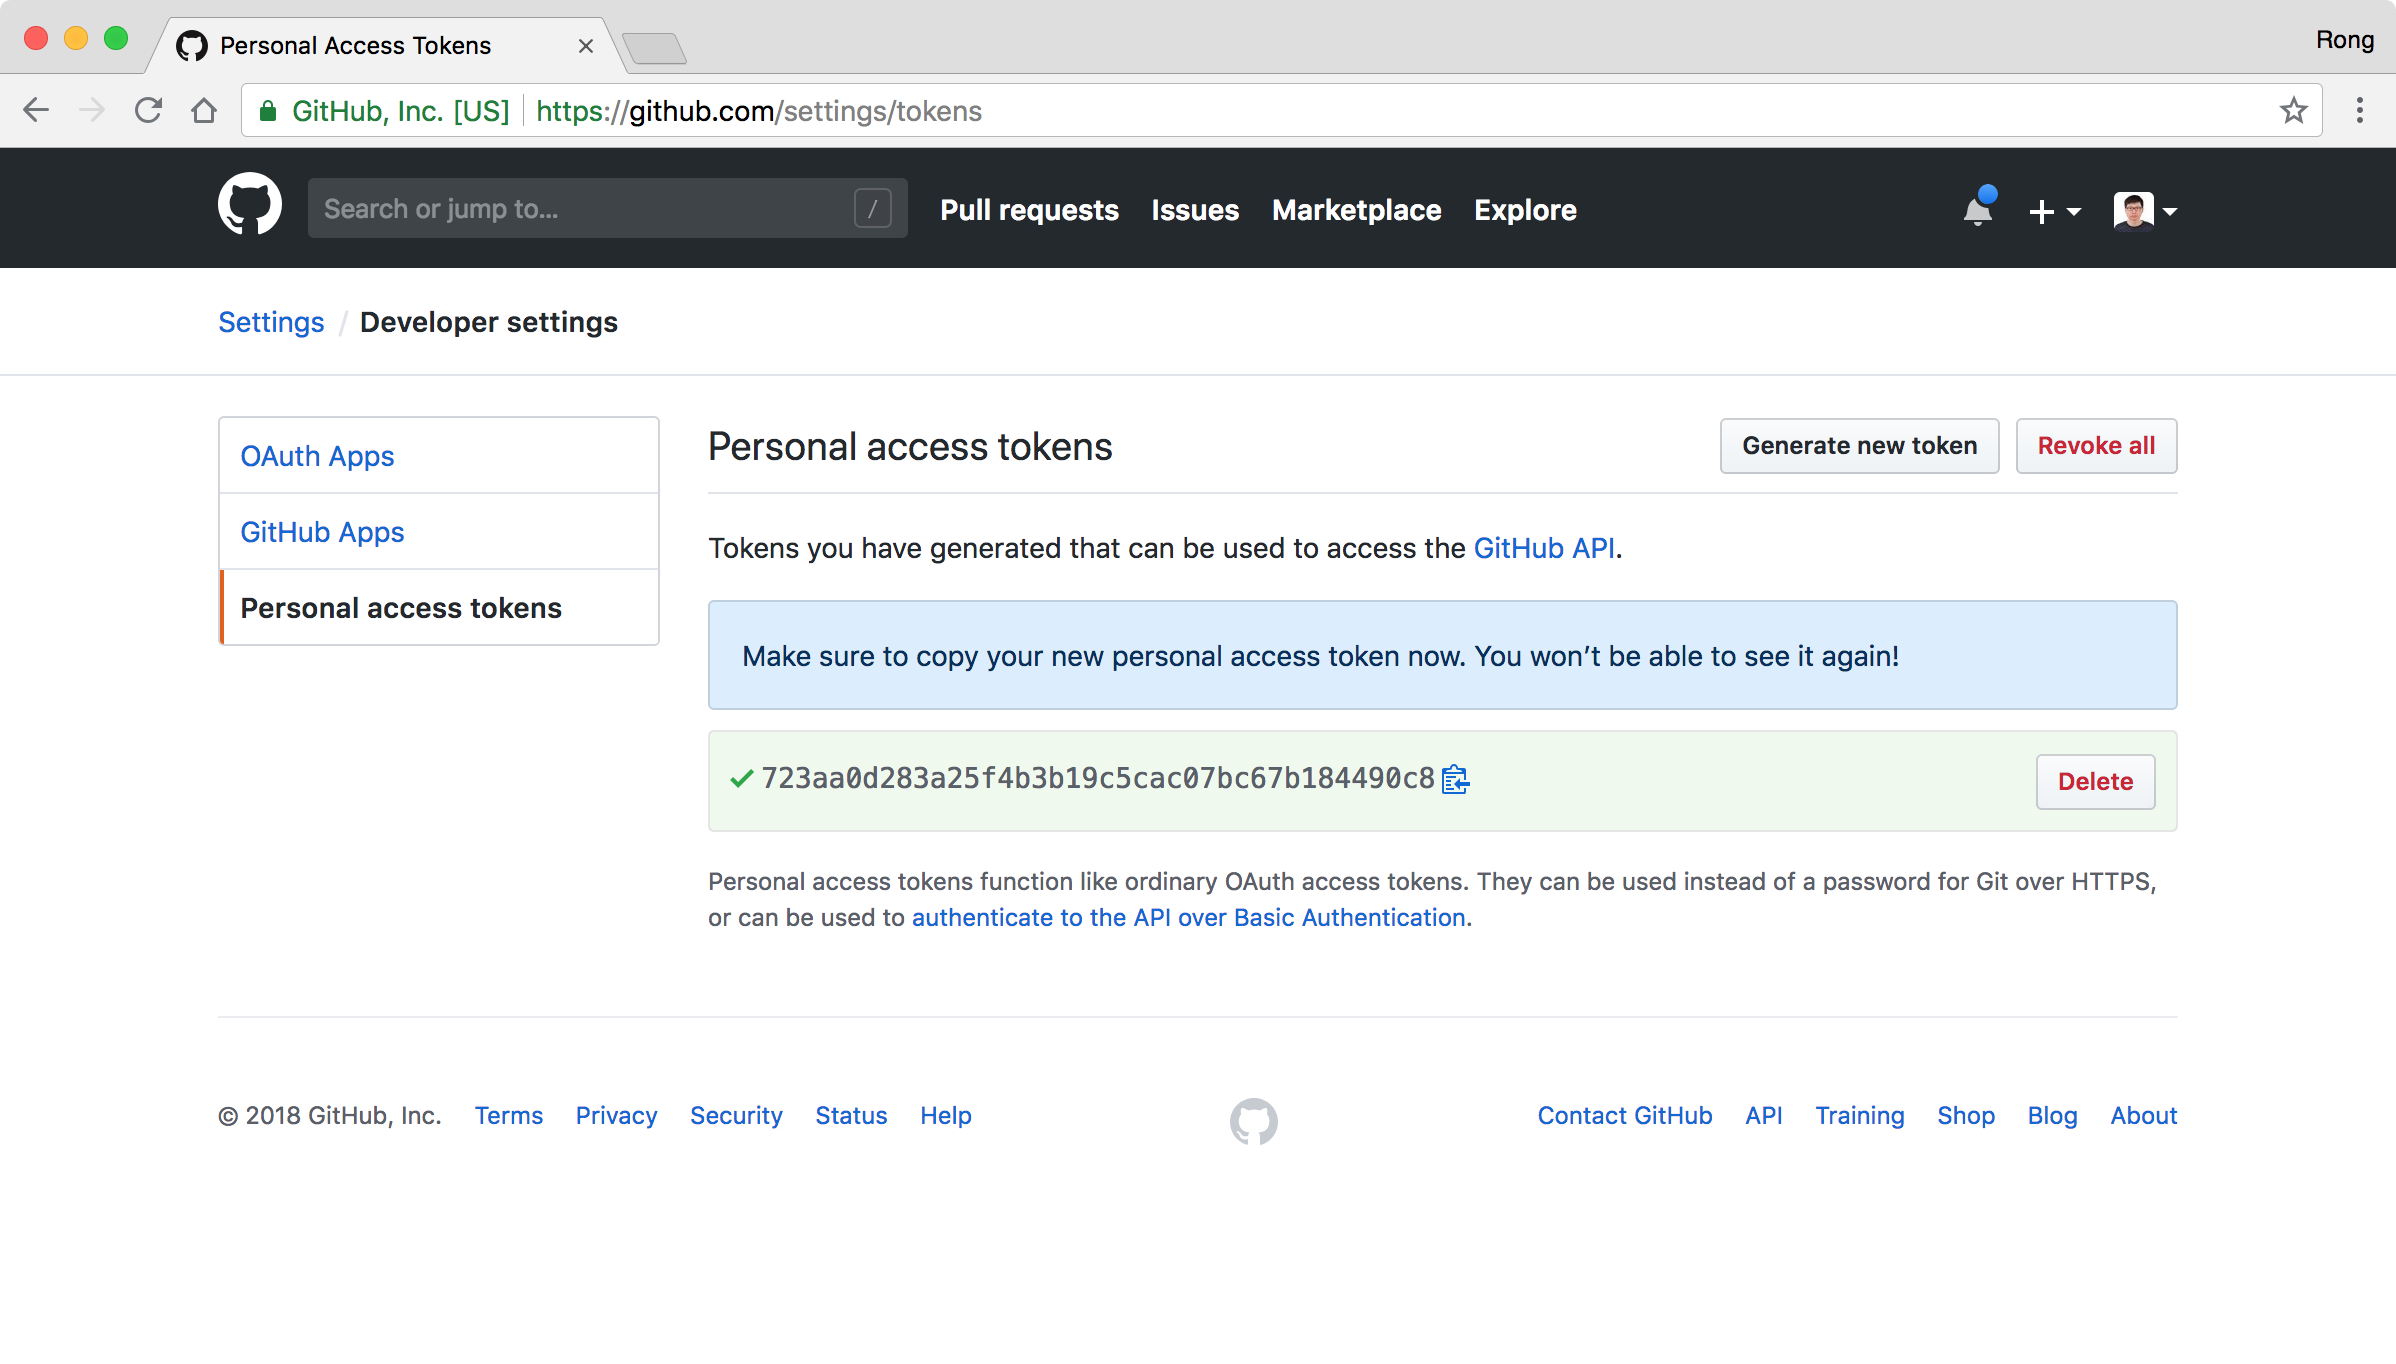 Personal Access Tokens
Rong
GitHub, Inc. [US] https://github.com/settings/tokens
Search or jump to... /
Pull requests Issues Marketplace Explore
Settings / Developer settings
OAuth Apps
GitHub Apps
Personal access tokens
Personal access tokens
Generate new token Revoke all
Tokens you have generated that can be used to access the GitHub API.
Make sure to copy your new personal access token now. You won’t be able to see it again!
723aa0d283a25f4b3b19c5cac07bc67b184490c8
Delete
Personal access tokens function like ordinary OAuth access tokens. They can be used instead of a password for Git over HTTPS,
or can be used to authenticate to the API over Basic Authentication.
© 2018 GitHub, Inc. Terms Privacy Security Status Help
Contact GitHub API Training Shop Blog About